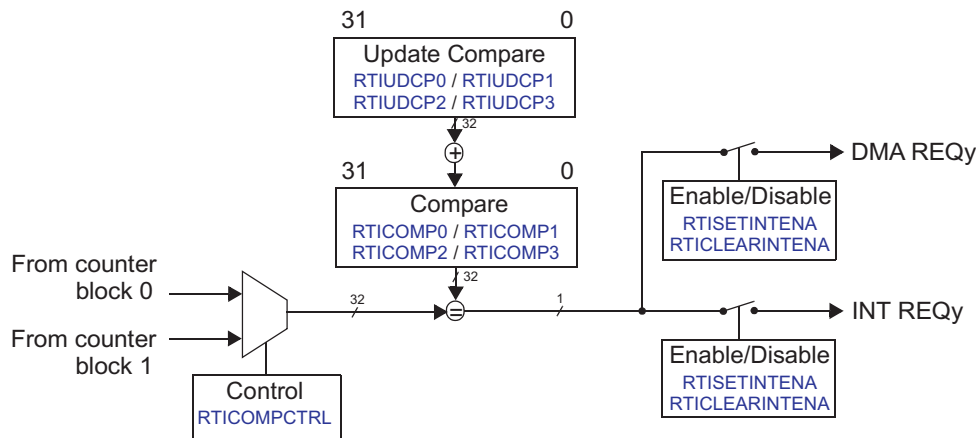 31 0
Update Compare
RTIUDCP0 / RTIUDCP1
RTIUDCP2 / RTIUDCP3
32
+
31 0
Compare
RTICOMP0 / RTICOMP1
RTICOMP2 / RTICOMP3
32
DMA REQy
Enable/Disable
RTISETINTENA
RTICLEARINTENA
From counter
block 0
32
=
1
INT REQy
From counter
block 1
Control
RTICOMPCTRL
Enable/Disable
RTISETINTENA
RTICLEARINTENA